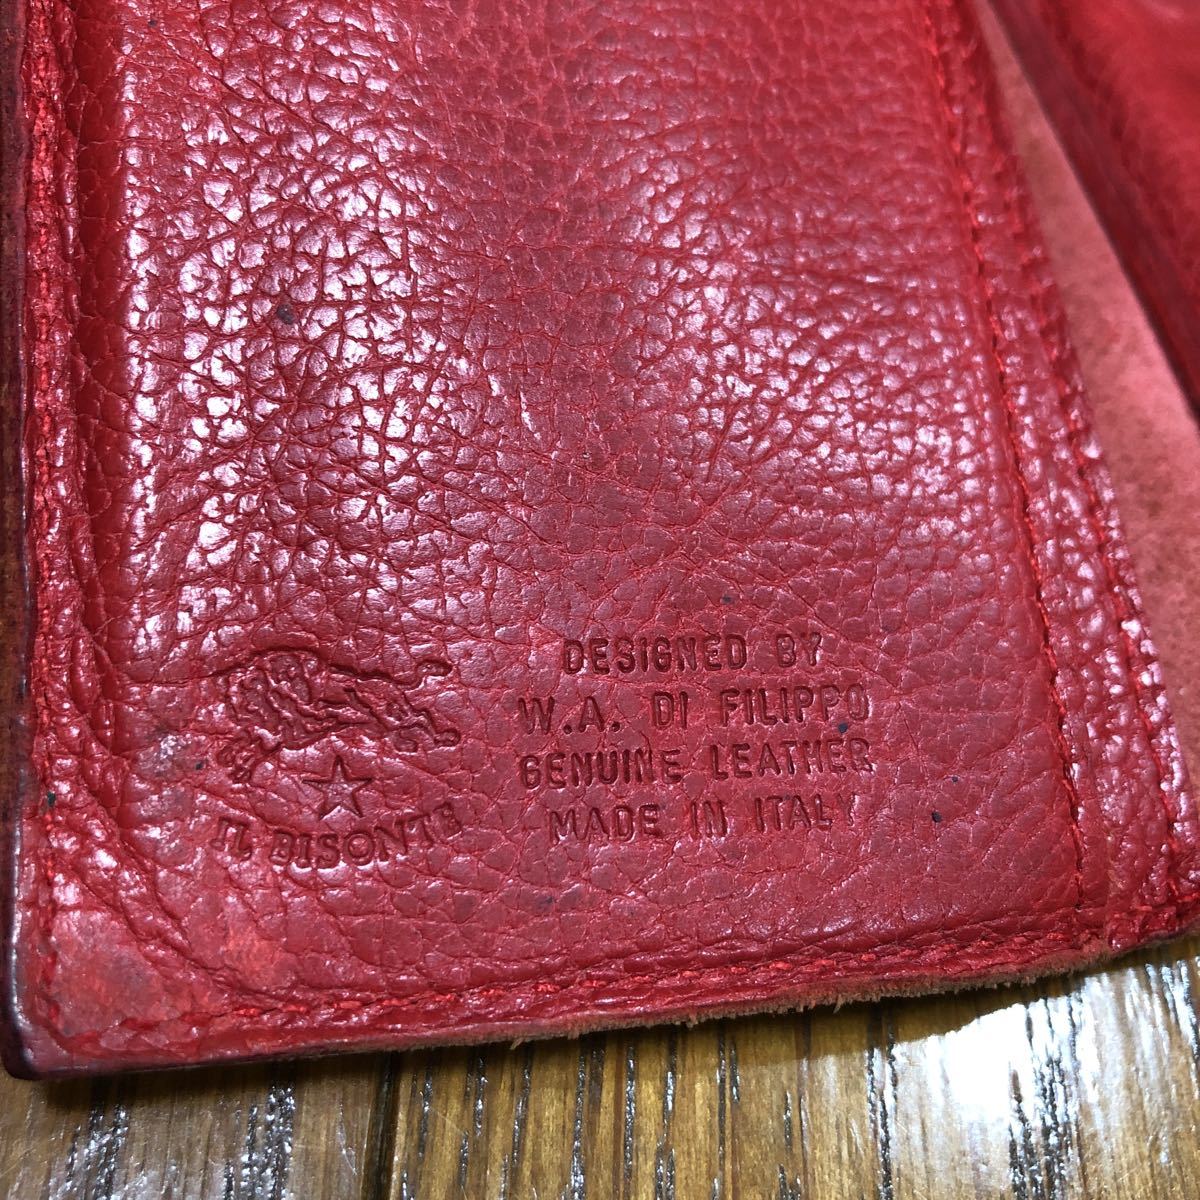 IL BISONTE
DESIGNED BY
W.A. DI FILIPPO
GENUINE LEATHER
MADE IN ITALY